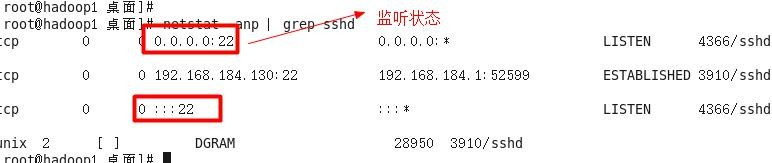 root@hadoop1 桌面]#
root@hadoop1 桌面]# netstat -anp | grep sshd
监听状态
tcp 0 0 0.0.0.0:22 0.0.0.0:* LISTEN 4366/sshd
tcp 0 0 192.168.184.130:22 192.168.184.1:52599 ESTABLISHED 3910/sshd
tcp 0 0 :::22 :::* LISTEN 4366/sshd
unix 2 [ ] DGRAM 28950 3910/sshd
root@hadoop1 桌面]#